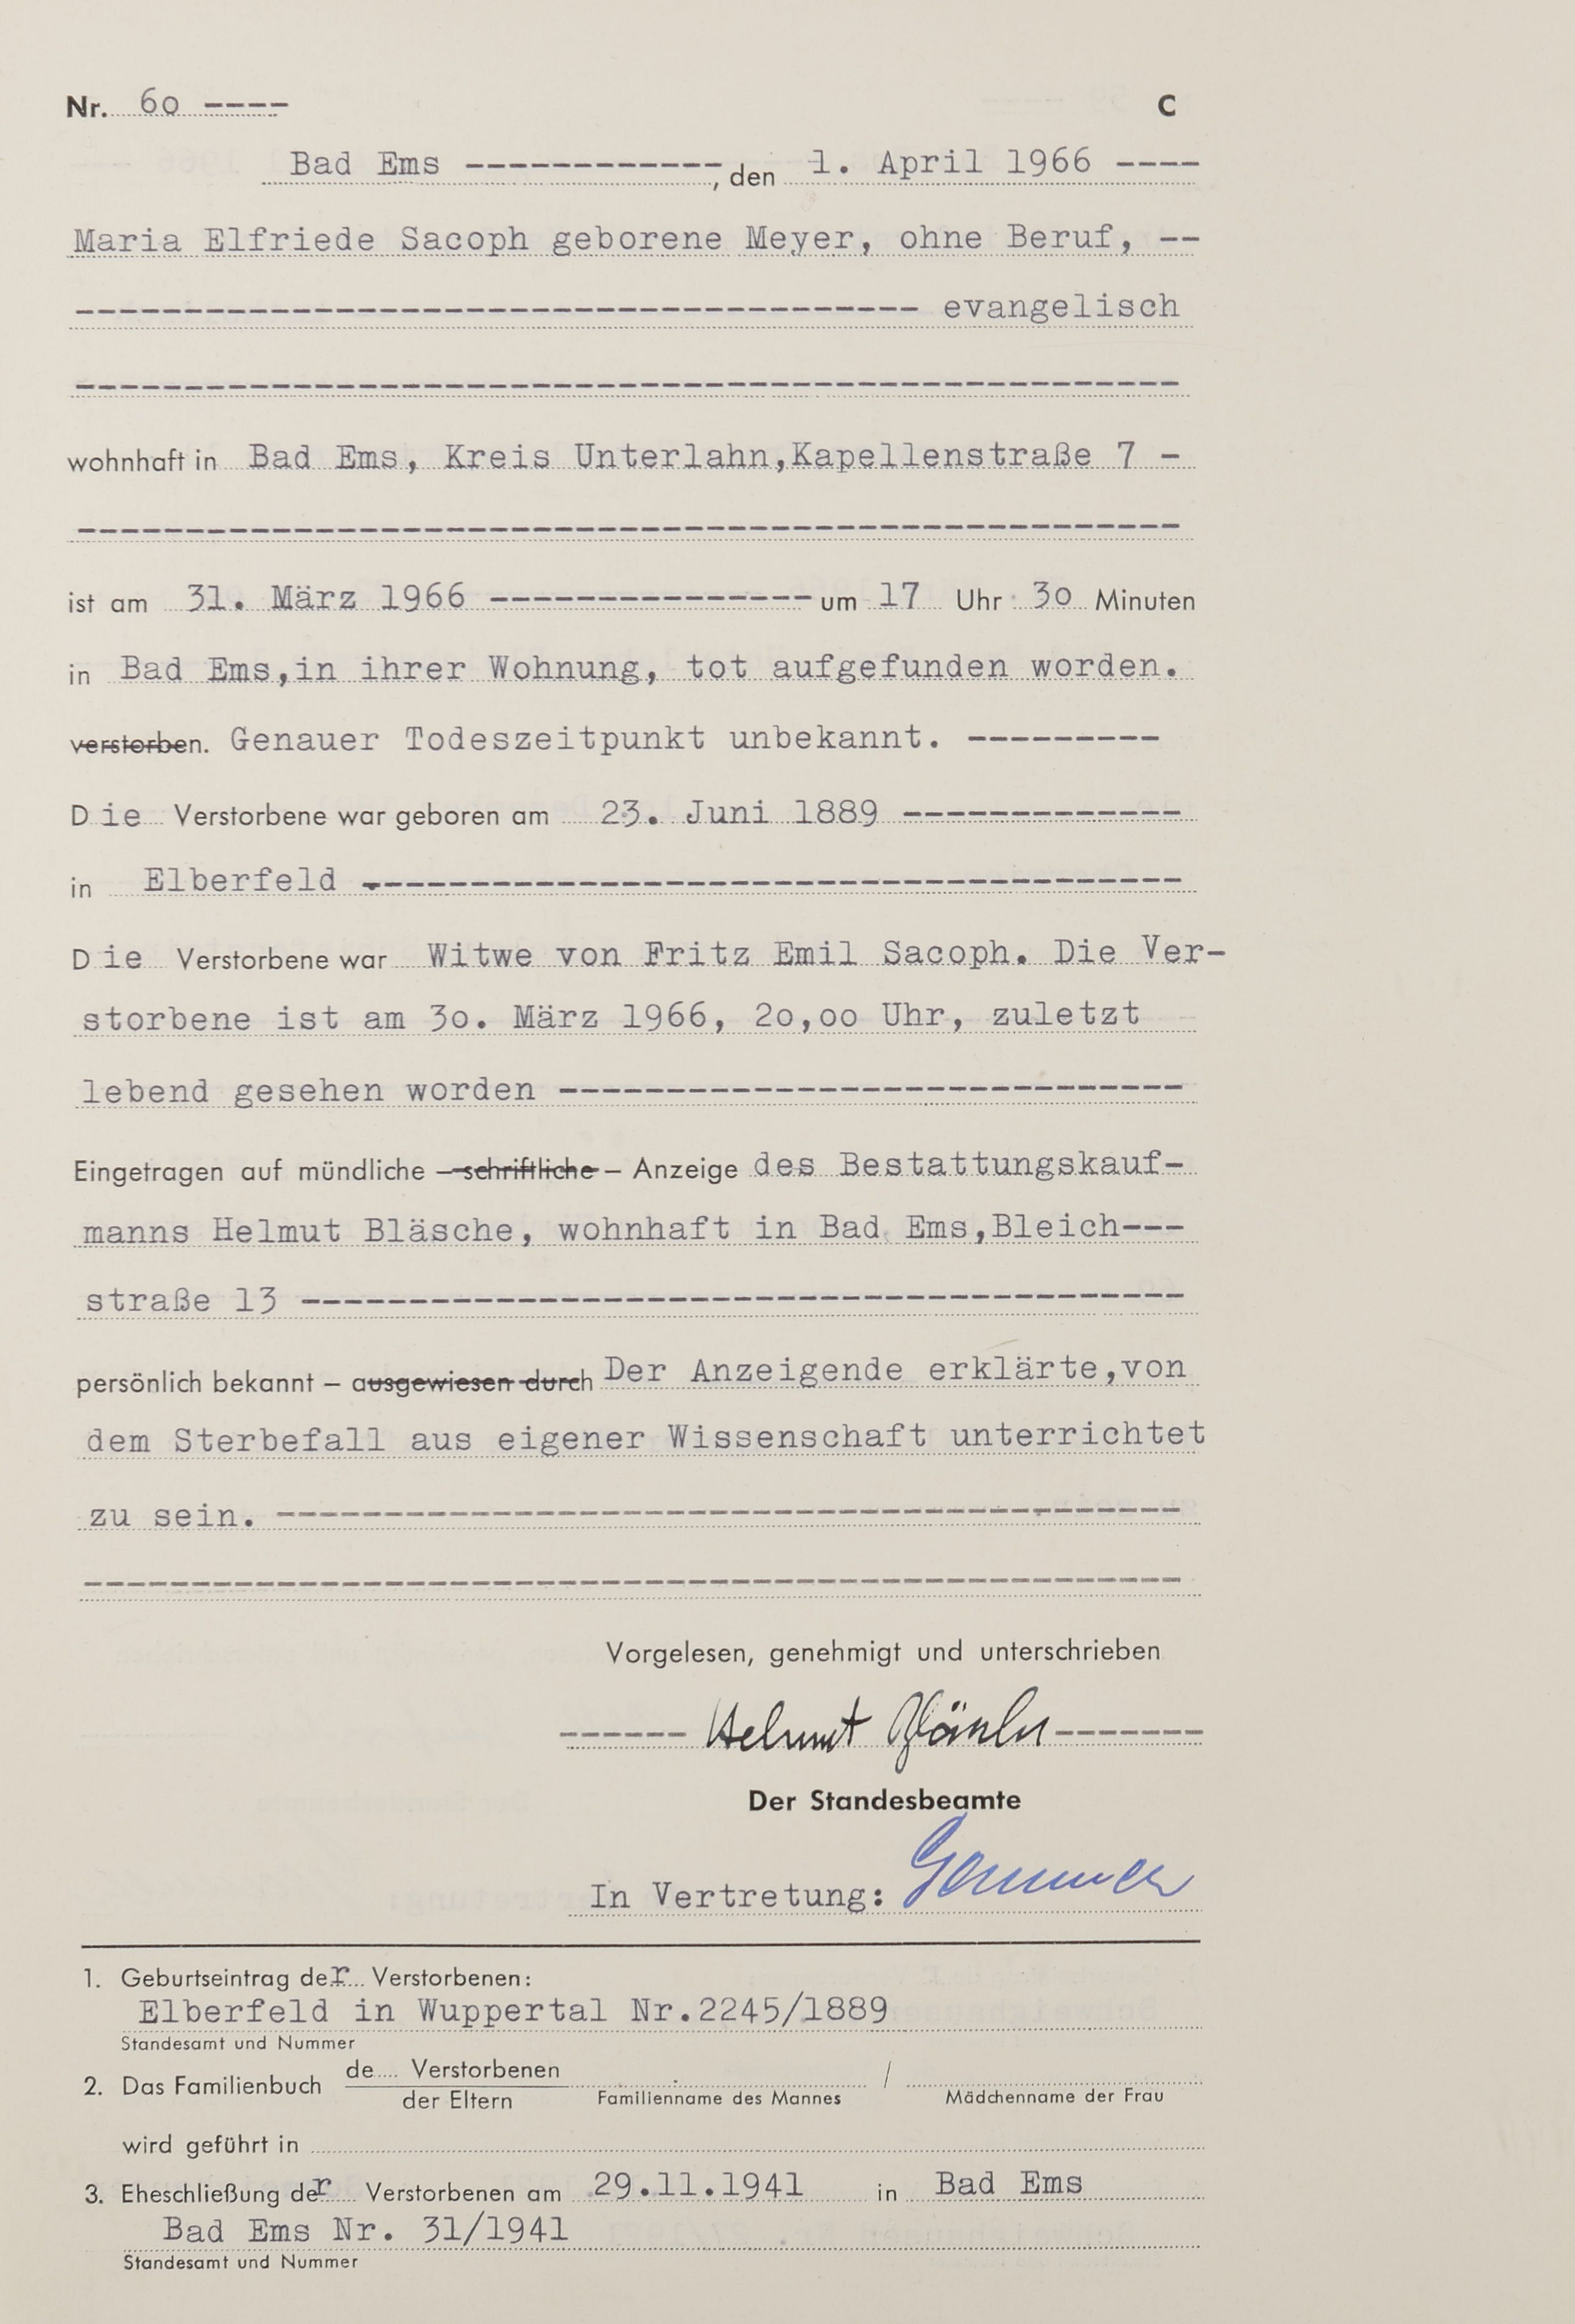 Nr. 60 ----
C
Bad Ems ------------, den 1. April 1966 ----
Maria Elfriede Sacoph geborene Meyer, ohne Beruf, --
--------------------------------------- evangelisch
---------------------------------------------------
wohnhaft in Bad Ems, Kreis Unterlahn,Kapellenstraße 7 -
---------------------------------------------------
ist am 31. März 1966 --------------- um 17 Uhr 30 Minuten
in Bad Ems,in ihrer Wohnung, tot aufgefunden worden.
verstorben. Genauer Todeszeitpunkt unbekannt. ---------
Die Verstorbene war geboren am 23. Juni 1889 -------------
in Elberfeld --------------------------------------
Die Verstorbene war Witwe von Fritz Emil Sacoph. Die Ver-
storbene ist am 30. März 1966, 20,00 Uhr, zuletzt
lebend gesehen worden -----------------------------
Eingetragen auf mündliche – schriftliche – Anzeige des Bestattungskauf-
manns Helmut Bläsche, wohnhaft in Bad Ems,Bleich---
straße 13 -----------------------------------------
persönlich bekannt – ausgewiesen durch Der Anzeigende erklärte,von
dem Sterbefall aus eigener Wissenschaft unterrichtet
zu sein. ------------------------------------------
---------------------------------------------------
Vorgelesen, genehmigt und unterschrieben
------ Helmut Bläsche -------
Der Standesbeamte
In Vertretung:
1. Geburtseintrag der Verstorbenen:
Elberfeld in Wuppertal Nr.2245/1889
Standesamt und Nummer
2. Das Familienbuch de Verstorbenen /
der Eltern Familienname des Mannes Mädchenname der Frau
wird geführt in
3. Eheschließung der Verstorbenen am 29.11.1941 in Bad Ems
Bad Ems Nr. 31/1941
Standesamt und Nummer